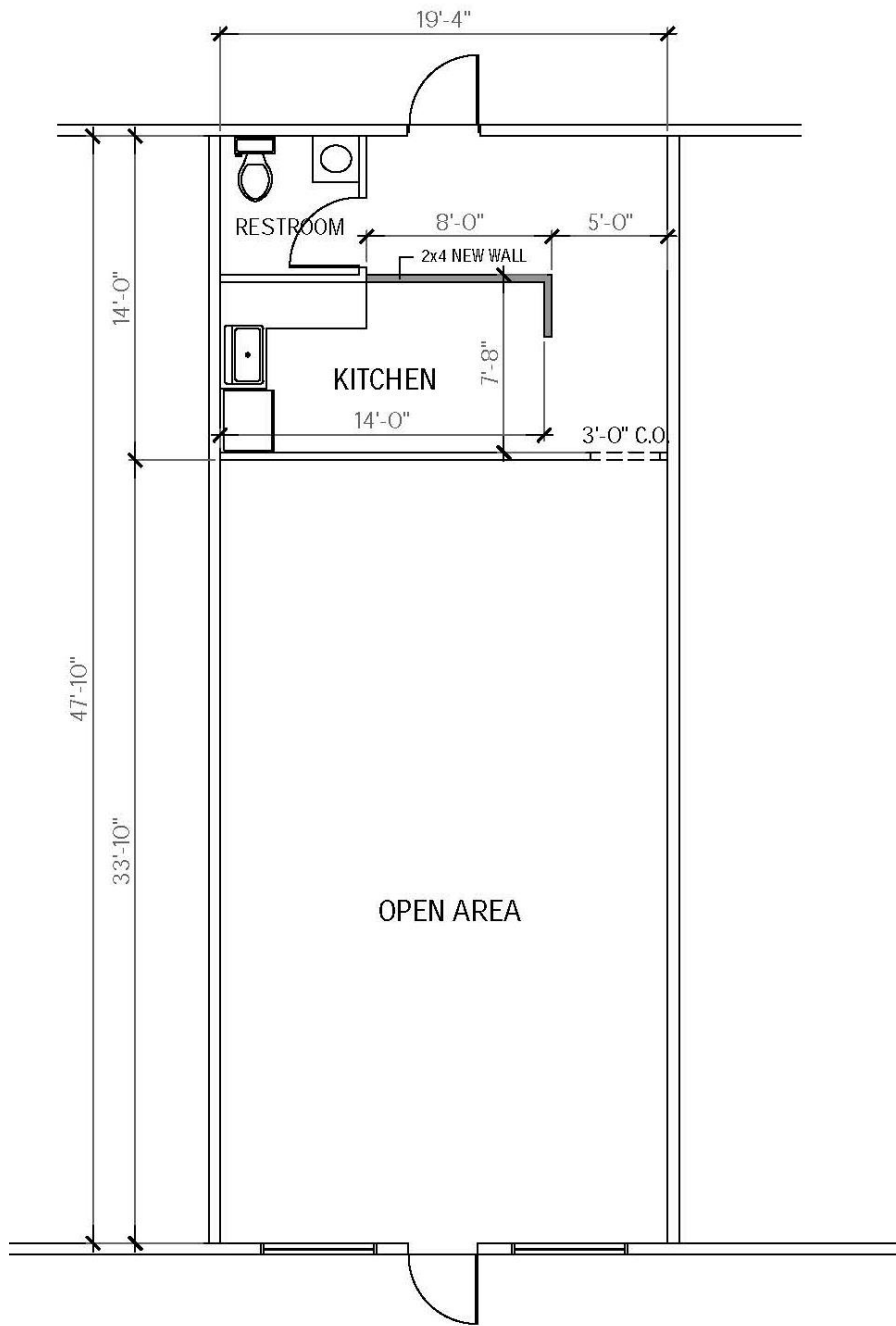 19'-4"
RESTROOM
8'-0"
5'-0"
2x4 NEW WALL
14'-0"
KITCHEN
7'-8"
14'-0"
3'-0" C.O.
47'-10"
33'-10"
OPEN AREA